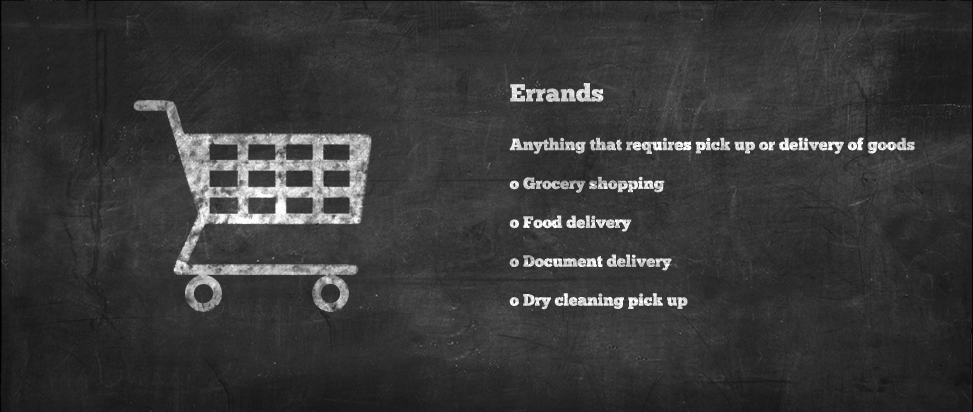 Errands
Anything that requires pick up or delivery of goods
o Grocery shopping
o Food delivery
o Document delivery
o Dry cleaning pick up